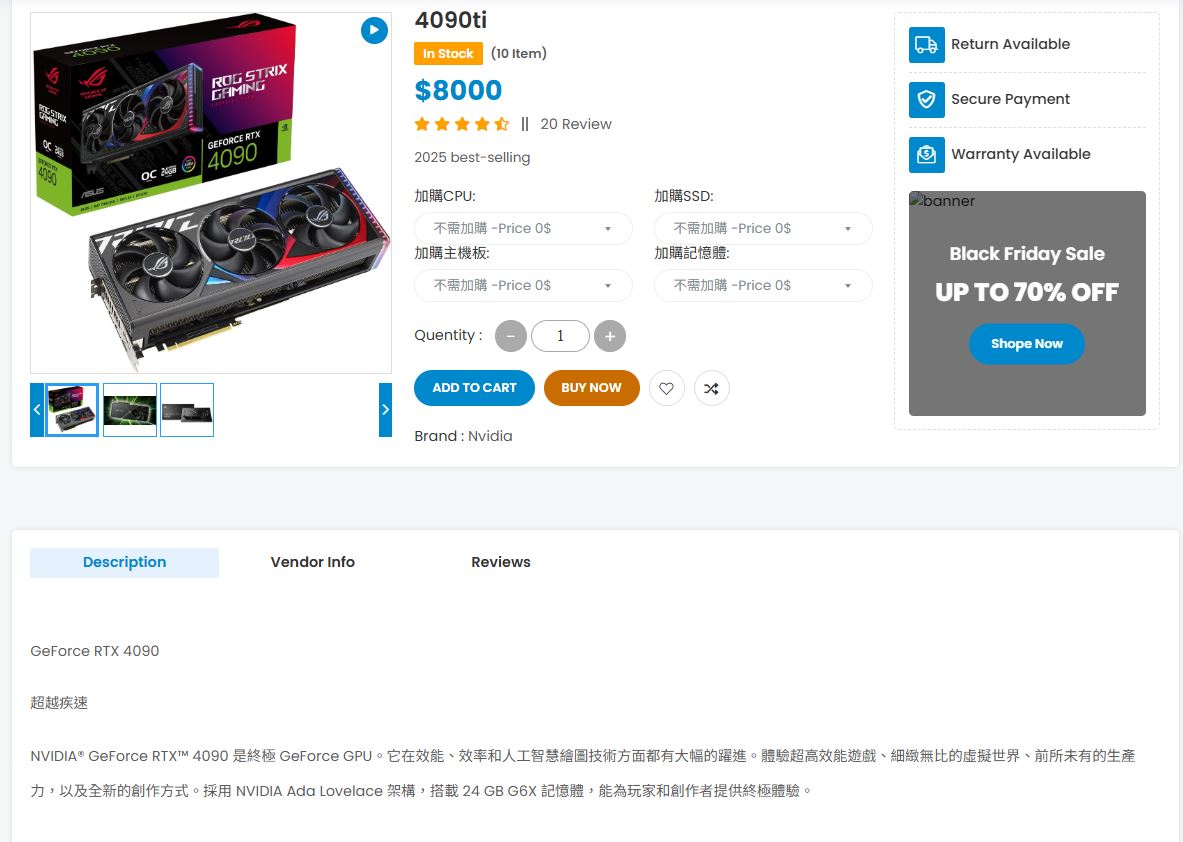 4090ti
In Stock (10 Item)
$8000
|| 20 Review
2025 best-selling
加購CPU:
不需加購 -Price 0$
加購SSD:
不需加購 -Price 0$
加購主機板:
不需加購 -Price 0$
加購記憶體:
不需加購 -Price 0$
Quentity :
1
ADD TO CART
BUY NOW
Brand : Nvidia
ROG STRIX
GAMING
GEFORCE RTX
4090
OC
24GB
ASUS
ROG STRIX
GAMING
OC
4090
Return Available
Secure Payment
Warranty Available
banner
Black Friday Sale
UP TO 70% OFF
Shope Now
Description
Vendor Info
Reviews
GeForce RTX 4090
超越疾速
NVIDIA® GeForce RTX™ 4090 是終極 GeForce GPU。它在效能、效率和人工智慧繪圖技術方面都有大幅的躍進。體驗超高效能遊戲、細緻無比的虛擬世界、前所未有的生產
力，以及全新的創作方式。採用 NVIDIA Ada Lovelace 架構，搭載 24 GB G6X 記憶體，能為玩家和創作者提供終極體驗。